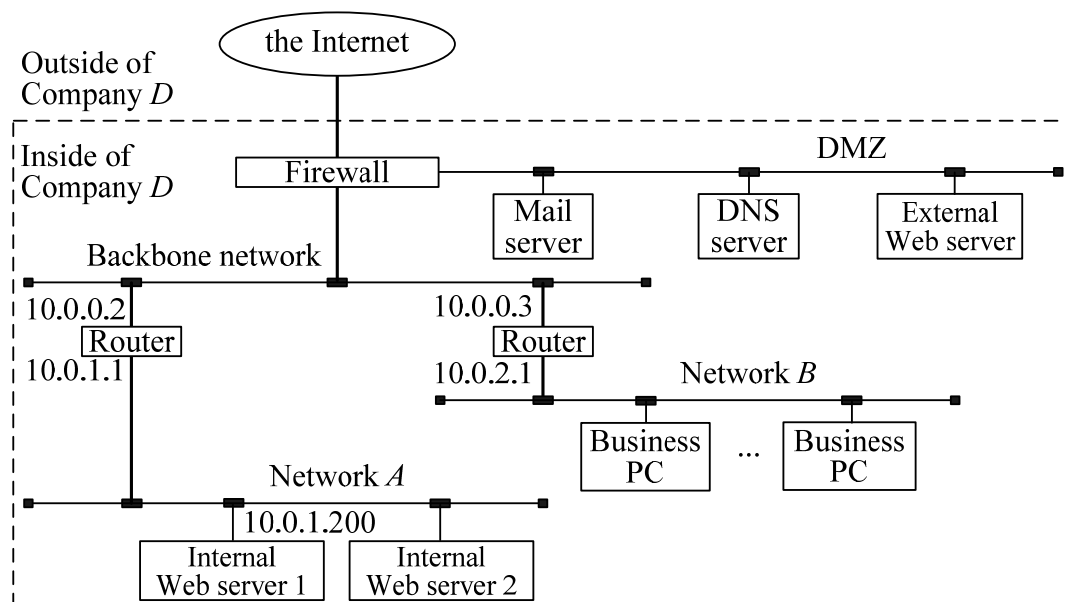 the Internet
Outside of
Company D
Inside of
Company D
Firewall
DMZ
Mail
server
DNS
server
External
Web server
Backbone network
10.0.0.2
Router
10.0.1.1
10.0.0.3
Router
10.0.2.1
Network B
Business
PC
...
Business
PC
Network A
10.0.1.200
Internal
Web server 1
Internal
Web server 2